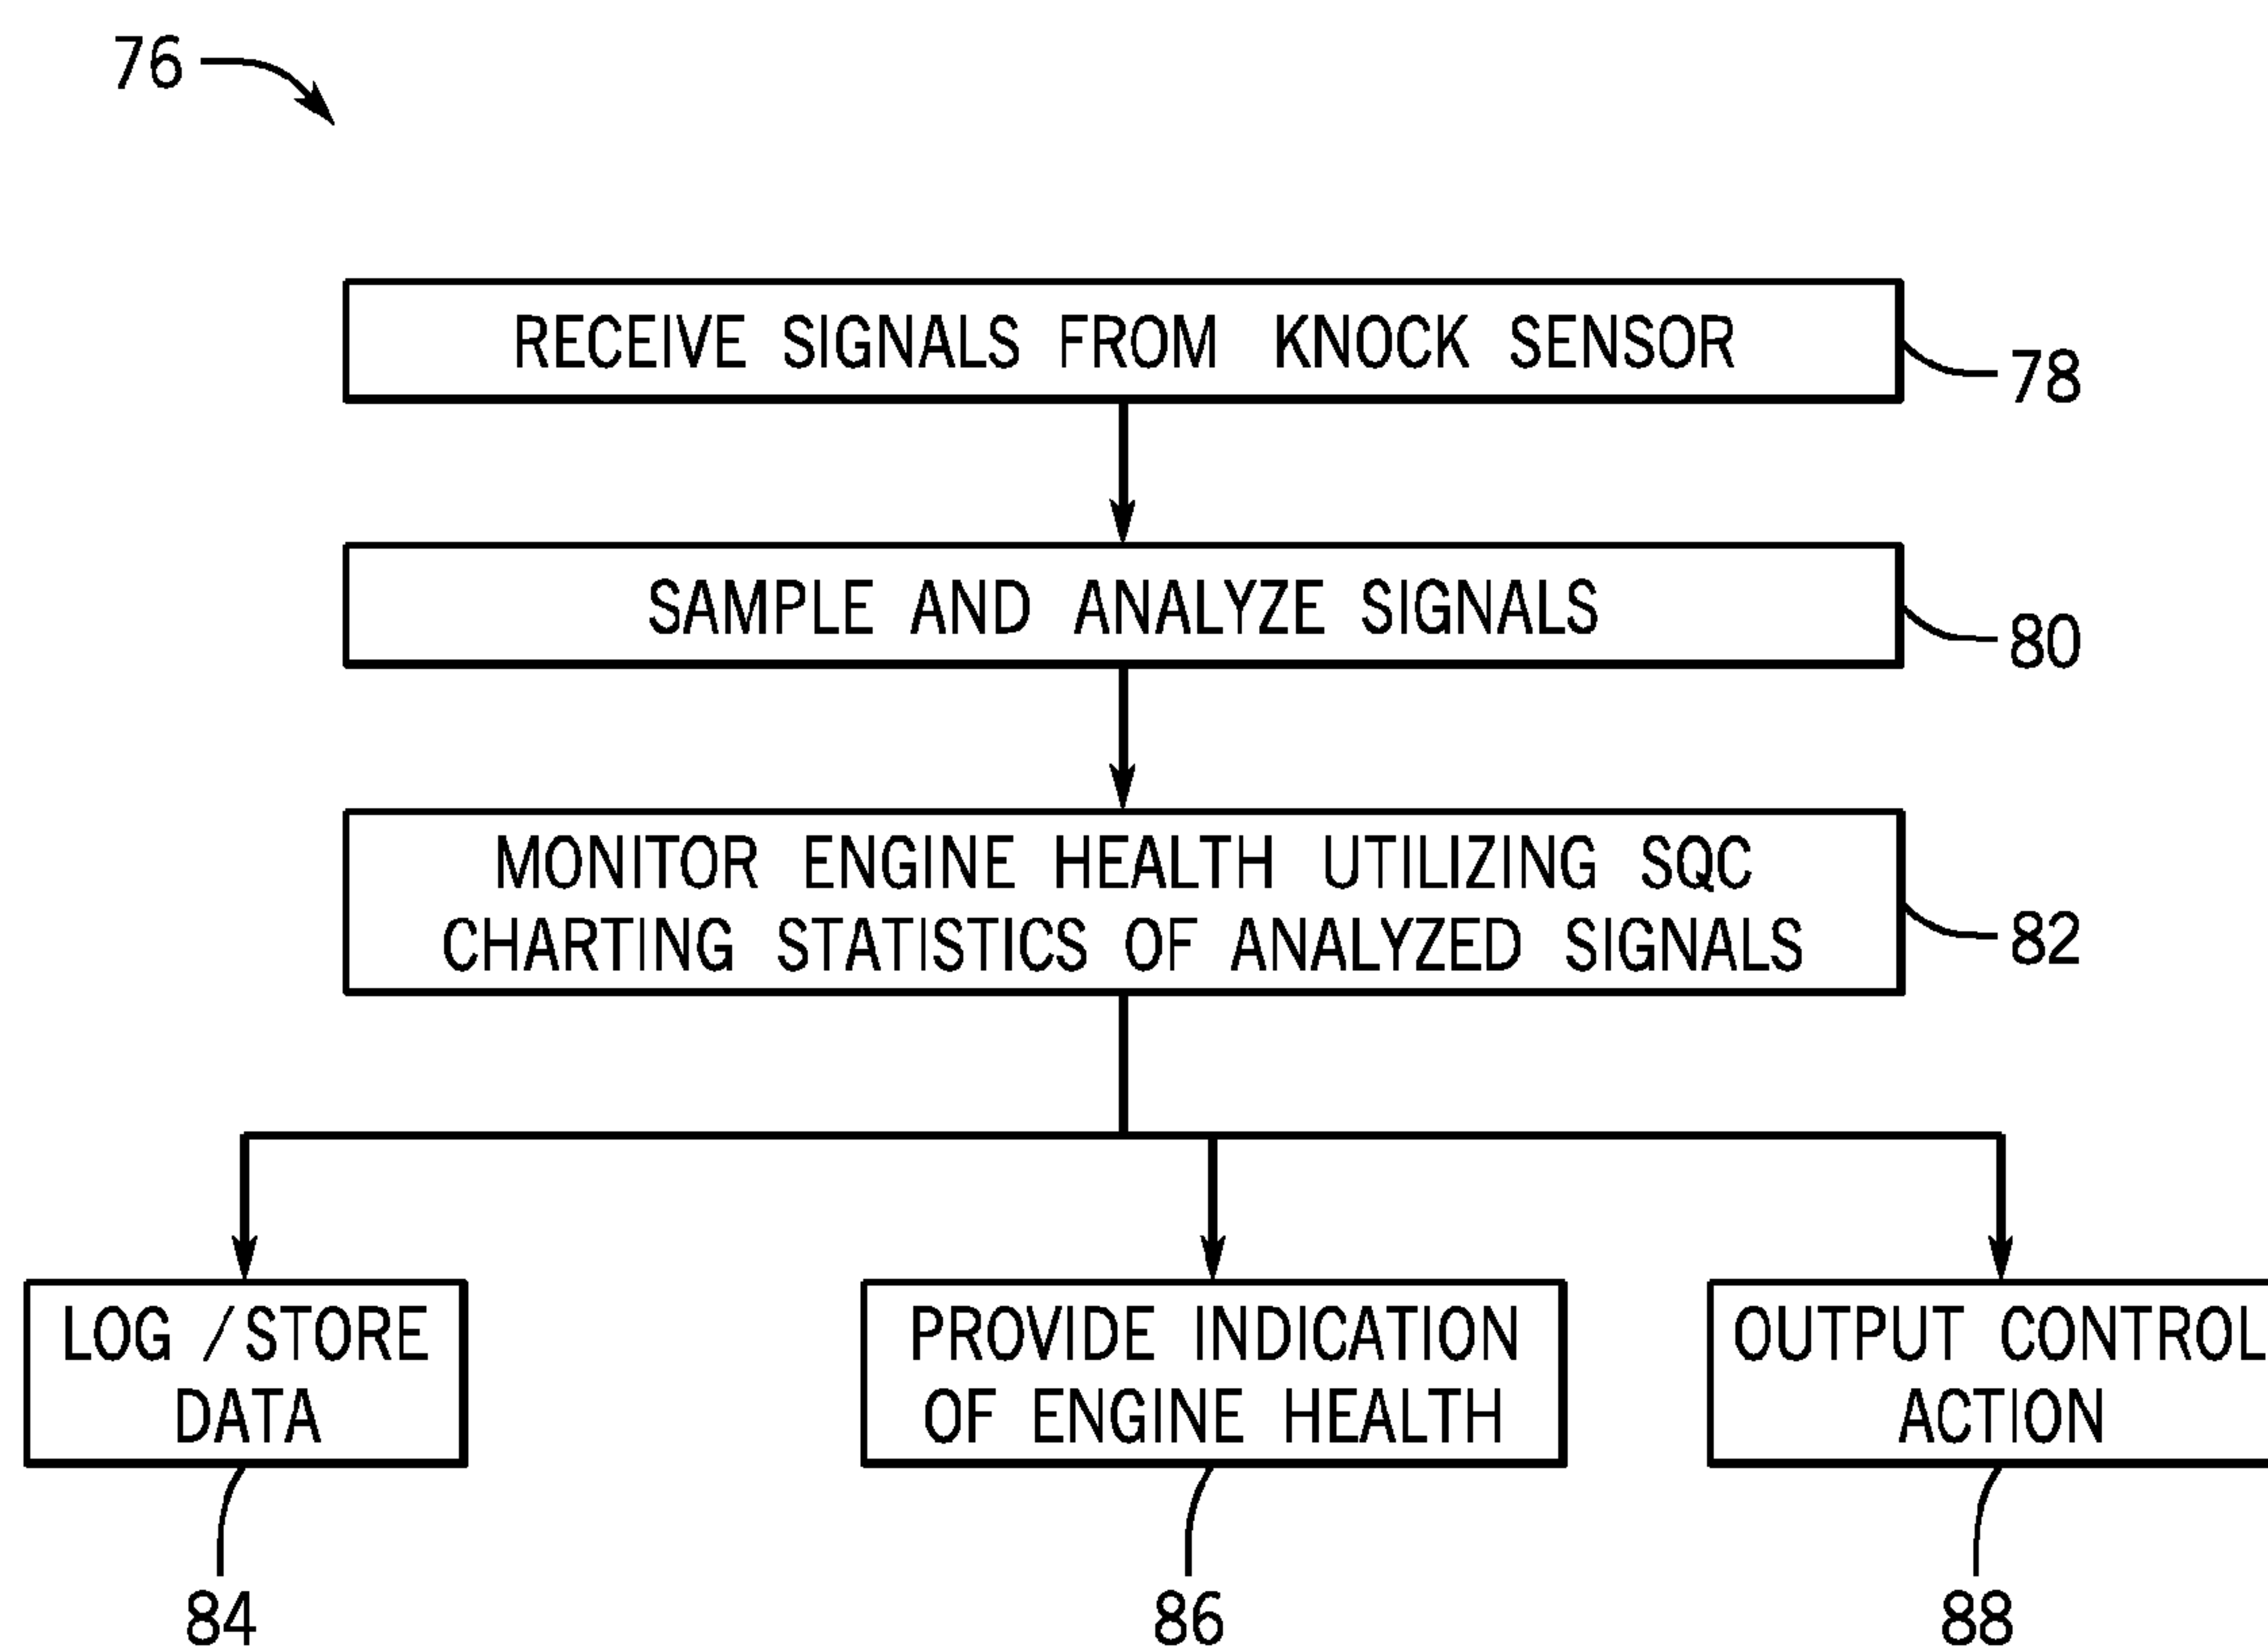 76
RECEIVE SIGNALS FROM KNOCK SENSOR
78
SAMPLE AND ANALYZE SIGNALS
80
MONITOR ENGINE HEALTH UTILIZING SQC
CHARTING STATISTICS OF ANALYZED SIGNALS
82
LOG /STORE
DATA
84
PROVIDE INDICATION
OF ENGINE HEALTH
86
OUTPUT CONTROL
ACTION
88